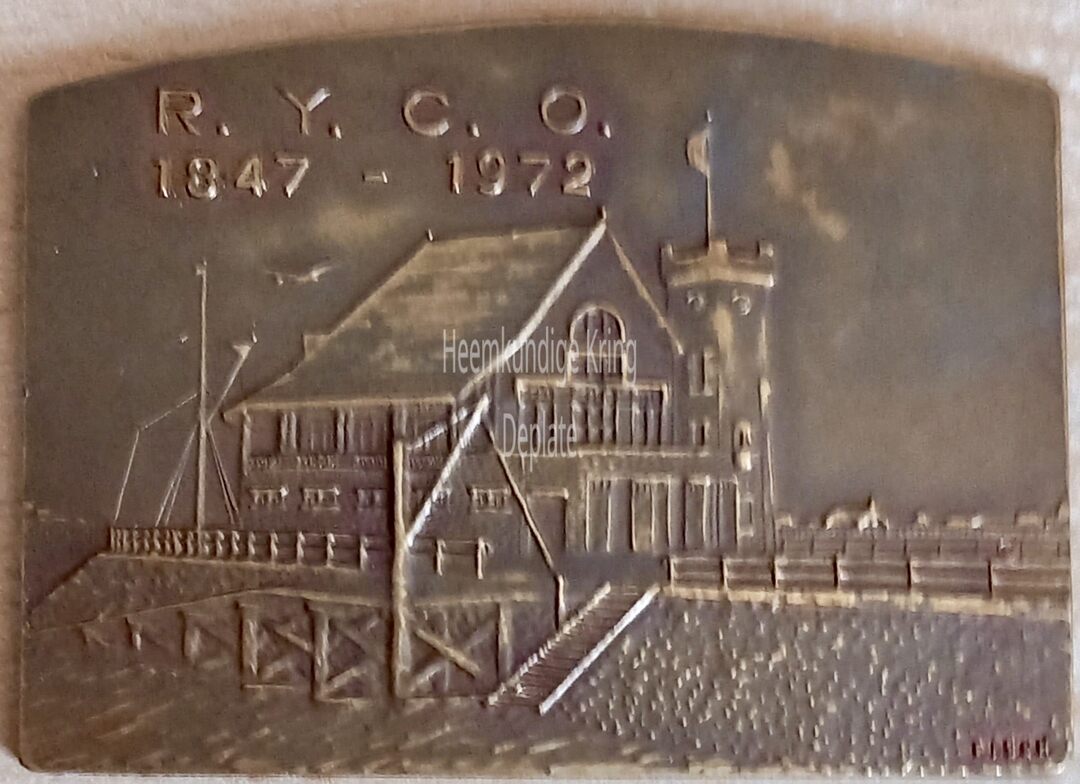 R. Y. C. O.
1847 - 1972
Heemkundige Kring
Deplate